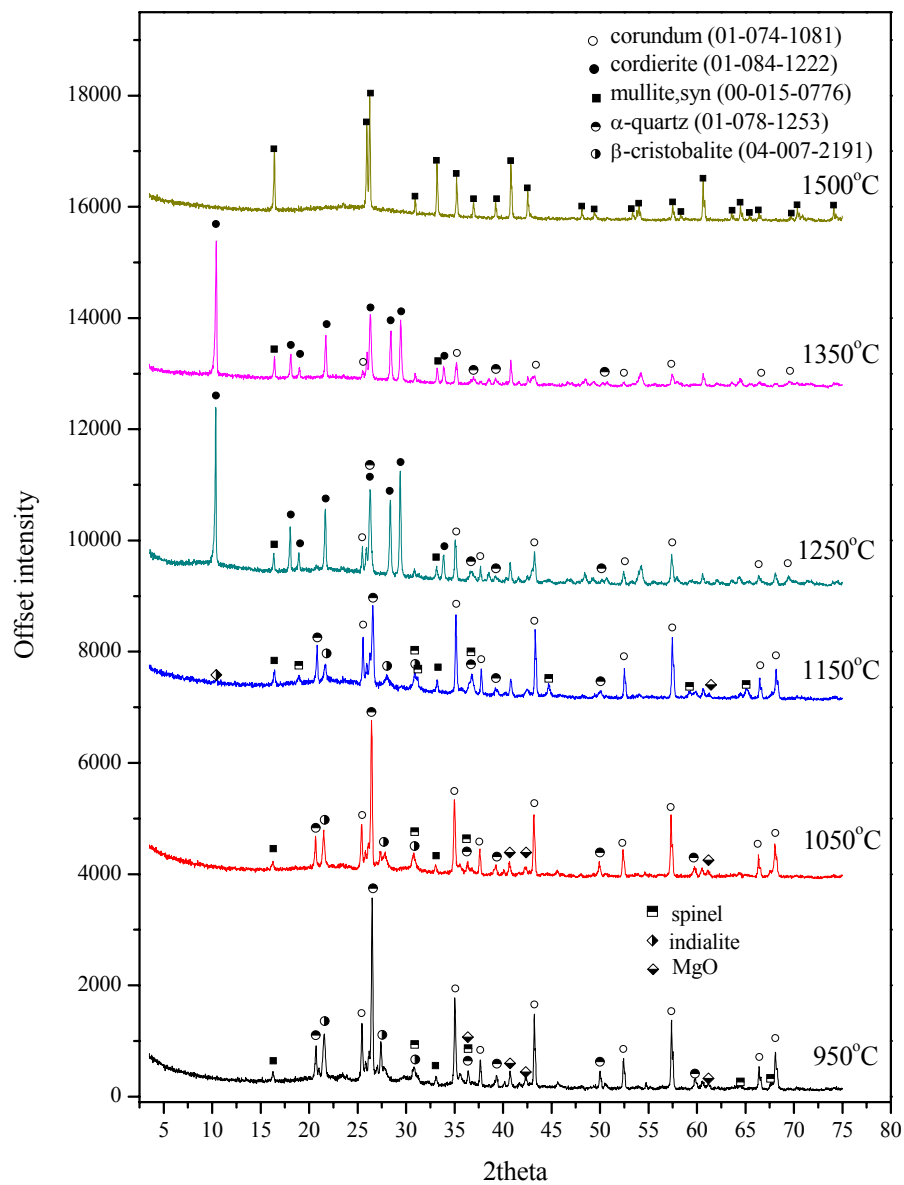 corundum (01-074-1081)
cordierite (01-084-1222)
mullite,syn (00-015-0776)
α-quartz (01-078-1253)
β-cristobalite (04-007-2191)
1500°C
1350°C
1250°C
1150°C
1050°C
spinel
indialite
MgO
950°C
18000
16000
14000
12000
10000
8000
6000
4000
2000
0
Offset intensity
5 10 15 20 25 30 35 40 45 50 55 60 65 70 75 80
2theta